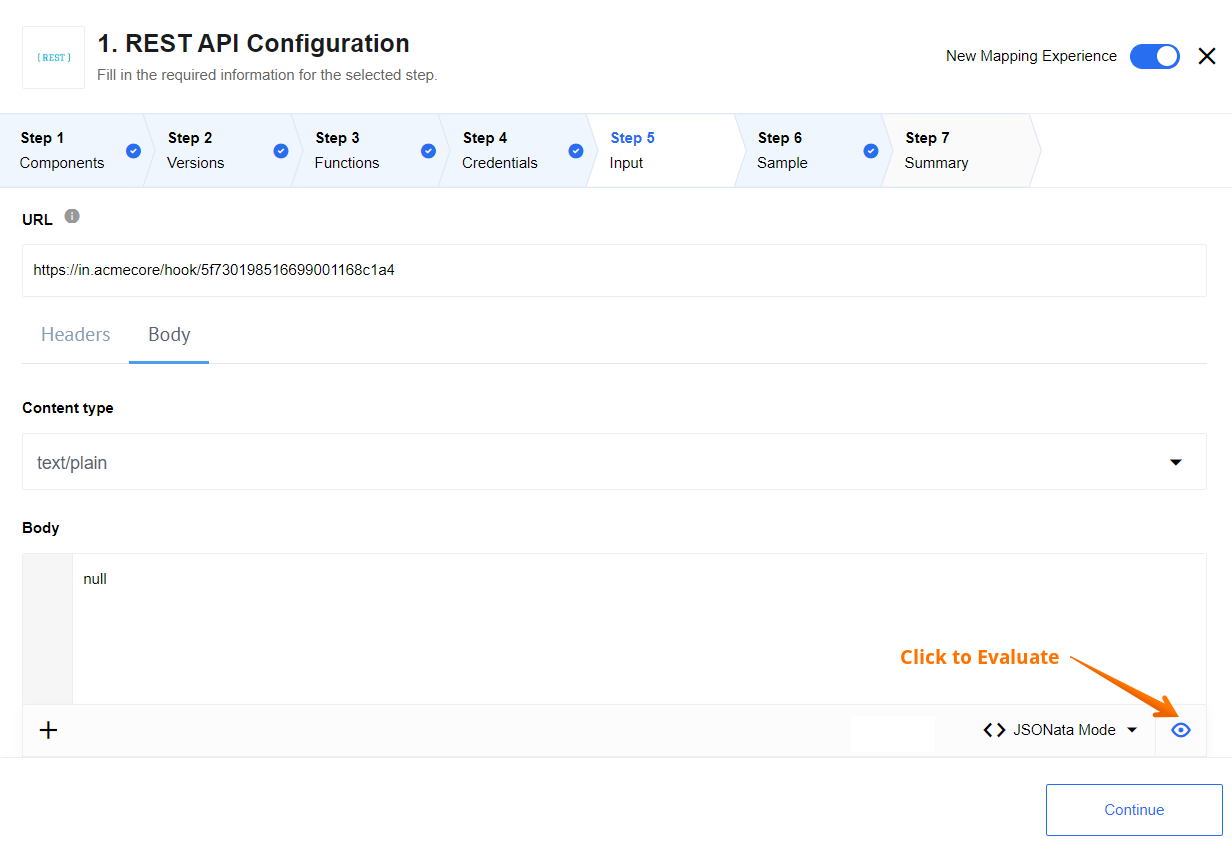 { REST }
1. REST API Configuration
Fill in the required information for the selected step.
New Mapping Experience
Step 1
Components
Step 2
Versions
Step 3
Functions
Step 4
Credentials
Step 5
Input
Step 6
Sample
Step 7
Summary
URL
https://in.acmecore/hook/5f730198516699001168c1a4
Headers
Body
Content type
text/plain
Body
null
Click to Evaluate
JSONata Mode
Continue